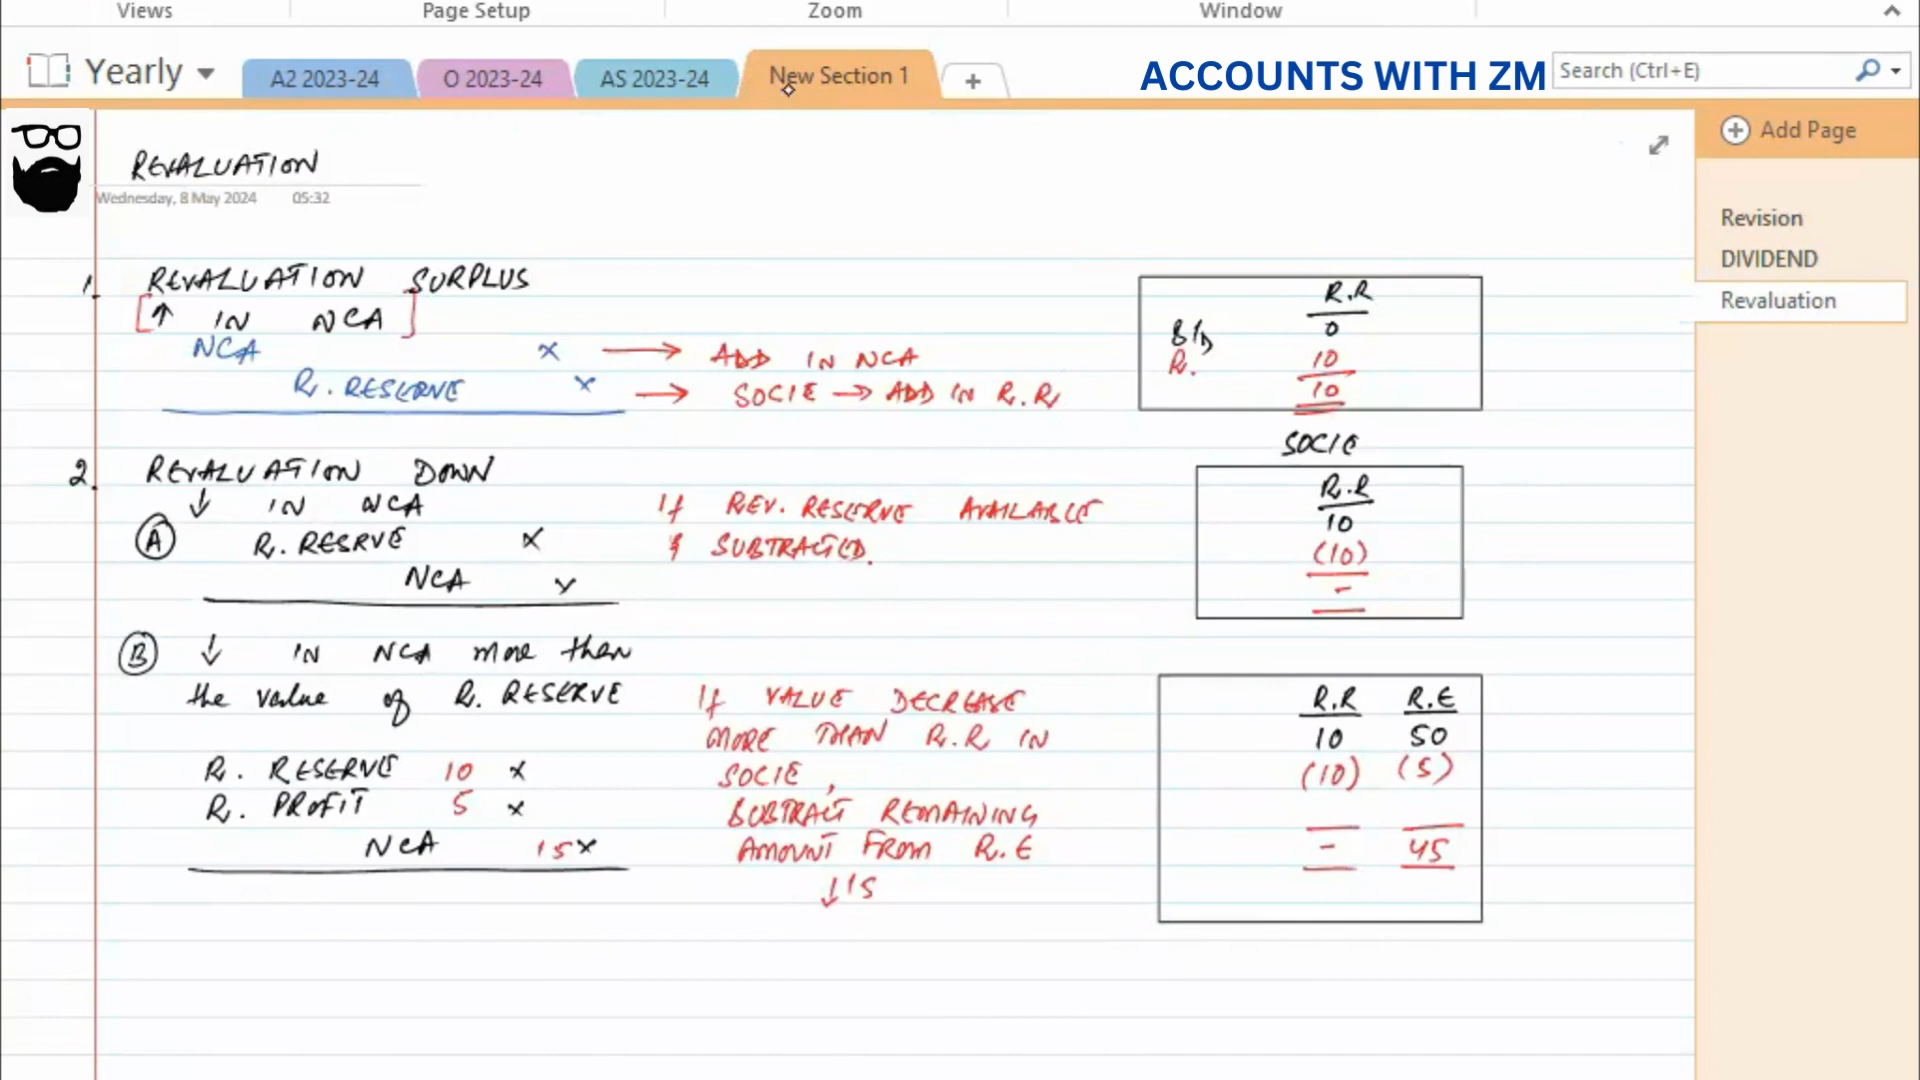 Views Page Setup Zoom Window
Yearly A2 2023-24 O 2023-24 AS 2023-24 New Section 1 + ACCOUNTS WITH ZM Search (Ctrl+E)
Add Page
Revision
DIVIDEND
Revaluation
REVALUATION
Wednesday, 8 May 2024 05:32
1. REVALUATION SURPLUS
[↑ IN NCA]
NCA x → ADD IN NCA
R. RESERVE x → SOCIE → ADD IN R.R
R.R
B/D 0
R. 10
10
2. REVALUATION DOWN
↓ IN NCA If REV. RESERVE AVAILABLE
(A) R. RESRVE x & SUBTRACTED.
NCA x
SOCIE
R.R
10
(10)
-
(B) ↓ IN NCA more then
the value of R. RESERVE If VALUE DECREASE
MORE THAN R.R IN
R. RESERVE 10 x SOCIE,
R. PROFIT 5 x SUBTRACT REMAINING
NCA 15 x AMOUNT FROM R.E
↓15
R.R R.E
10 50
(10) (5)
- 45